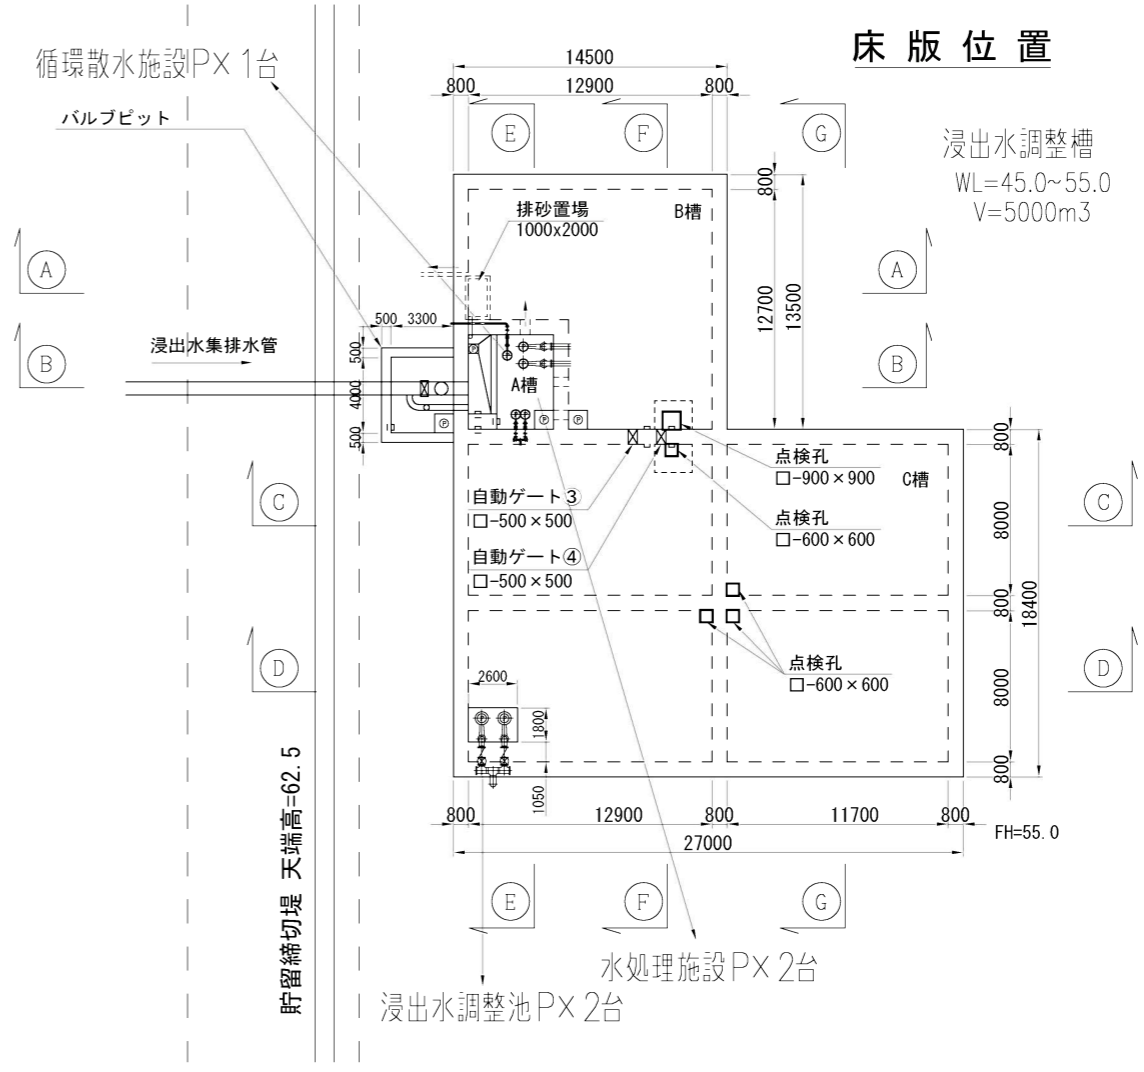 床版位置
循環散水施設PX 1台
バルブピット
14500
800
12900
800
E
F
G
浸出水調整槽
WL=45.0~55.0
V=5000m3
800
排砂置場
1000x2000
B槽
A
A
12700
13500
500
3300
浸出水集排水管
B
B
500
4000
500
A槽
P
P
P
P
点検孔
□-900×900
C槽
800
自動ゲート③
□-500×500
点検孔
□-600×600
C
C
8000
自動ゲート④
□-500×500
800
18400
点検孔
□-600×600
D
D
2600
8000
1800
1050
800
800
12900
800
11700
800
FH=55.0
27000
貯留締切堤 天端高=62.5
E
F
G
水処理施設PX 2台
浸出水調整池PX 2台